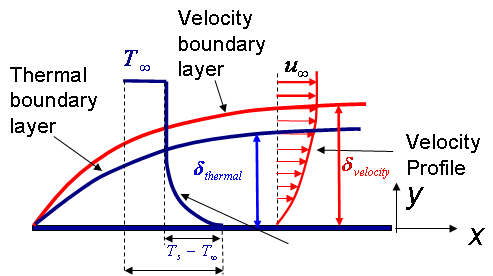 Velocity
boundary
layer
T∞
u∞
Thermal
boundary
layer
Velocity
Profile
δthermal
δvelocity
y
x
Ts – T∞